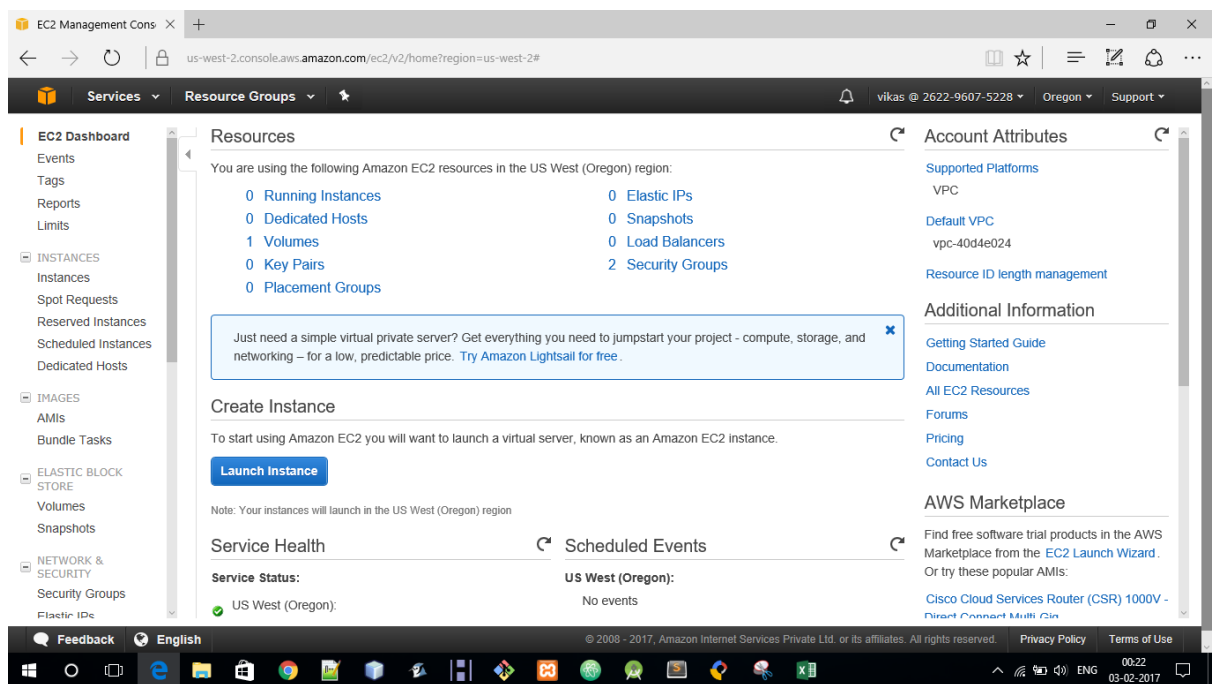 EC2 Management Cons
us-west-2.console.aws.amazon.com/ec2/v2/home?region=us-west-2#
Services
Resource Groups
vikas @ 2622-9607-5228
Oregon
Support
EC2 Dashboard
Events
Tags
Reports
Limits
INSTANCES
Instances
Spot Requests
Reserved Instances
Scheduled Instances
Dedicated Hosts
IMAGES
AMIs
Bundle Tasks
ELASTIC BLOCK
STORE
Volumes
Snapshots
NETWORK &
SECURITY
Security Groups
Elastic IPs
Resources
You are using the following Amazon EC2 resources in the US West (Oregon) region:
0 Running Instances
0 Elastic IPs
0 Dedicated Hosts
0 Snapshots
1 Volumes
0 Load Balancers
0 Key Pairs
2 Security Groups
0 Placement Groups
Just need a simple virtual private server? Get everything you need to jumpstart your project - compute, storage, and
networking – for a low, predictable price. Try Amazon Lightsail for free.
Create Instance
To start using Amazon EC2 you will want to launch a virtual server, known as an Amazon EC2 instance.
Launch Instance
Note: Your instances will launch in the US West (Oregon) region
Service Health
Service Status:
US West (Oregon):
Scheduled Events
US West (Oregon):
No events
Account Attributes
Supported Platforms
VPC
Default VPC
vpc-40d4e024
Resource ID length management
Additional Information
Getting Started Guide
Documentation
All EC2 Resources
Forums
Pricing
Contact Us
AWS Marketplace
Find free software trial products in the AWS
Marketplace from the EC2 Launch Wizard.
Or try these popular AMIs:
Cisco Cloud Services Router (CSR) 1000V -
Direct Connect Multi Gig
Feedback
English
© 2008 - 2017, Amazon Internet Services Private Ltd. or its affiliates. All rights reserved.
Privacy Policy
Terms of Use
ENG
00:22
03-02-2017